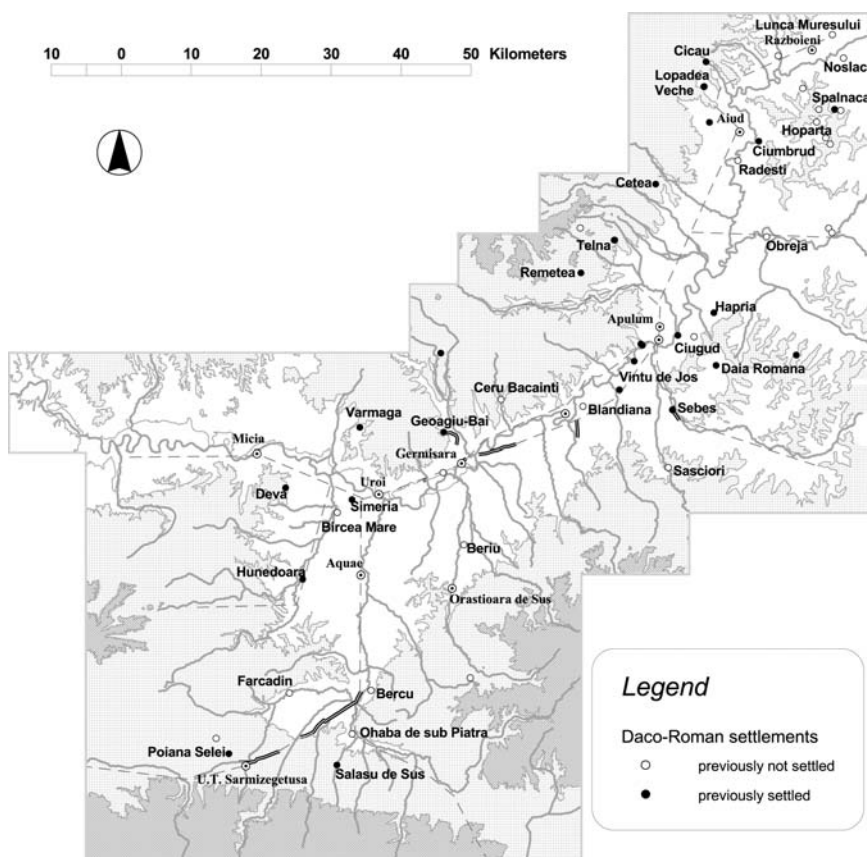 10 0 10 20 30 40 50 Kilometers
Lunca Muresului
Razboieni
Cicau
Noslac
Lopadea
Veche
Spalnaca
Aiud
Hoparta
Ciumbrud
Radesti
Cetea
Telna
Obreja
Remetea
Hapria
Apulum
Ciugud
Daia Romana
Vintu de Jos
Ceru Bacainti
Blandiana
Sebes
Varmaga
Geoagiu-Bai
Micia
Germisara
Sasciori
Uroi
Deva
Simeria
Bircea Mare
Beriu
Hunedoara
Aquae
Orastioara de Sus
Farcadin
Bercu
Ohaba de sub Piatra
Poiana Selei
U.T. Sarmizegetusa
Salasu de Sus
Legend
Daco-Roman settlements
previously not settled
previously settled